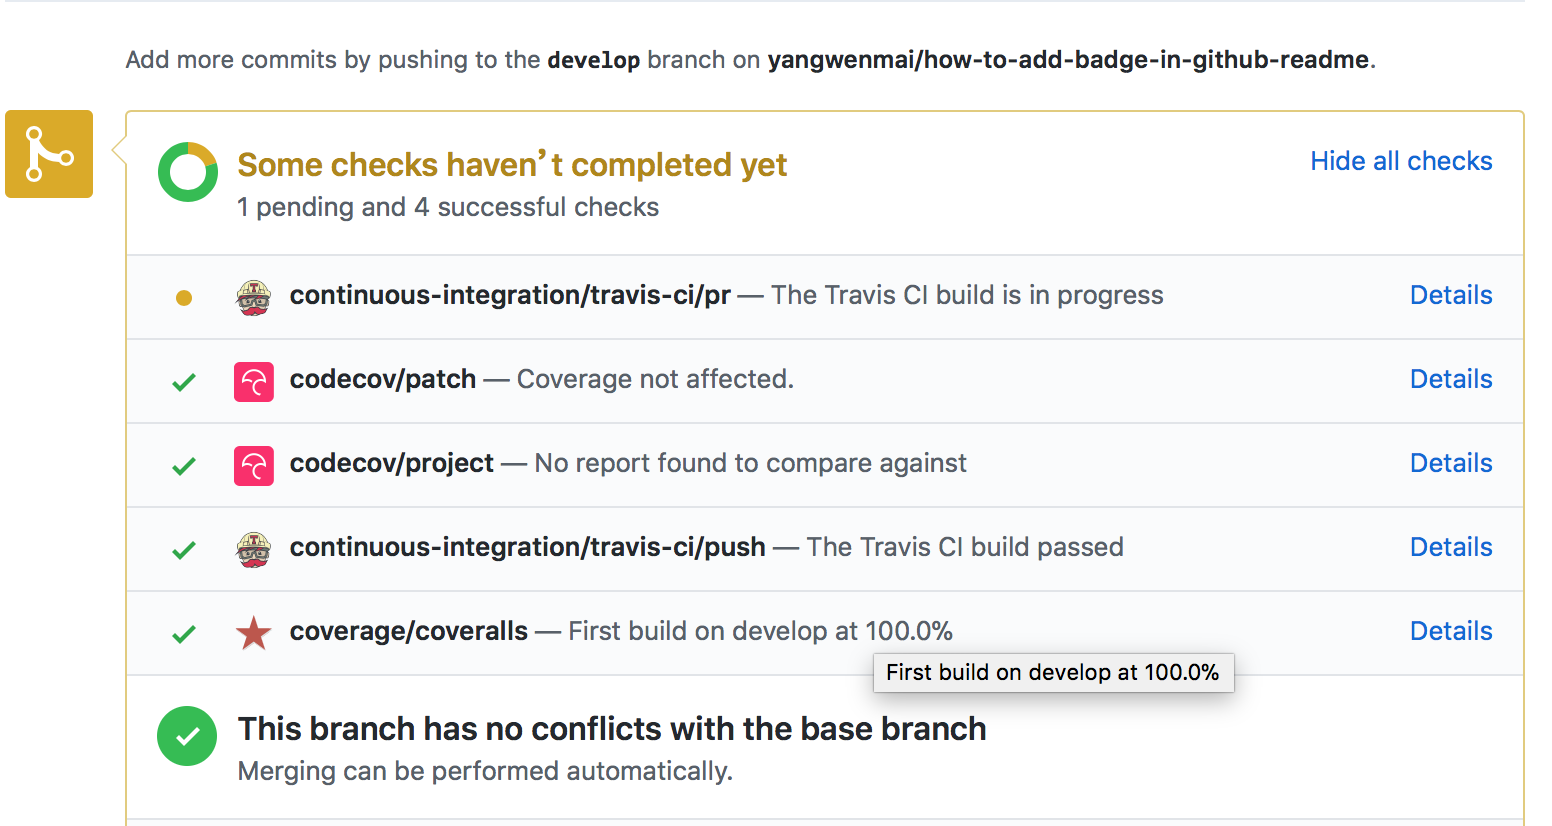 Add more commits by pushing to the develop branch on yangwenmai/how-to-add-badge-in-github-readme.
Some checks haven’t completed yet
Hide all checks
1 pending and 4 successful checks
continuous-integration/travis-ci/pr — The Travis CI build is in progress
Details
codecov/patch — Coverage not affected.
Details
codecov/project — No report found to compare against
Details
continuous-integration/travis-ci/push — The Travis CI build passed
Details
coverage/coveralls — First build on develop at 100.0%
Details
First build on develop at 100.0%
This branch has no conflicts with the base branch
Merging can be performed automatically.